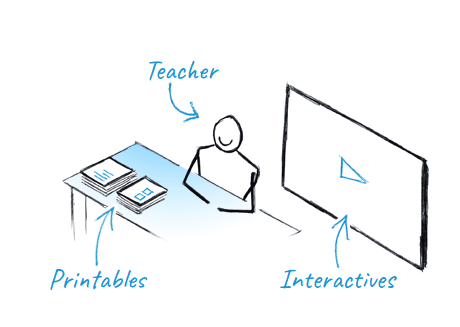 Teacher
Printables
Interactives